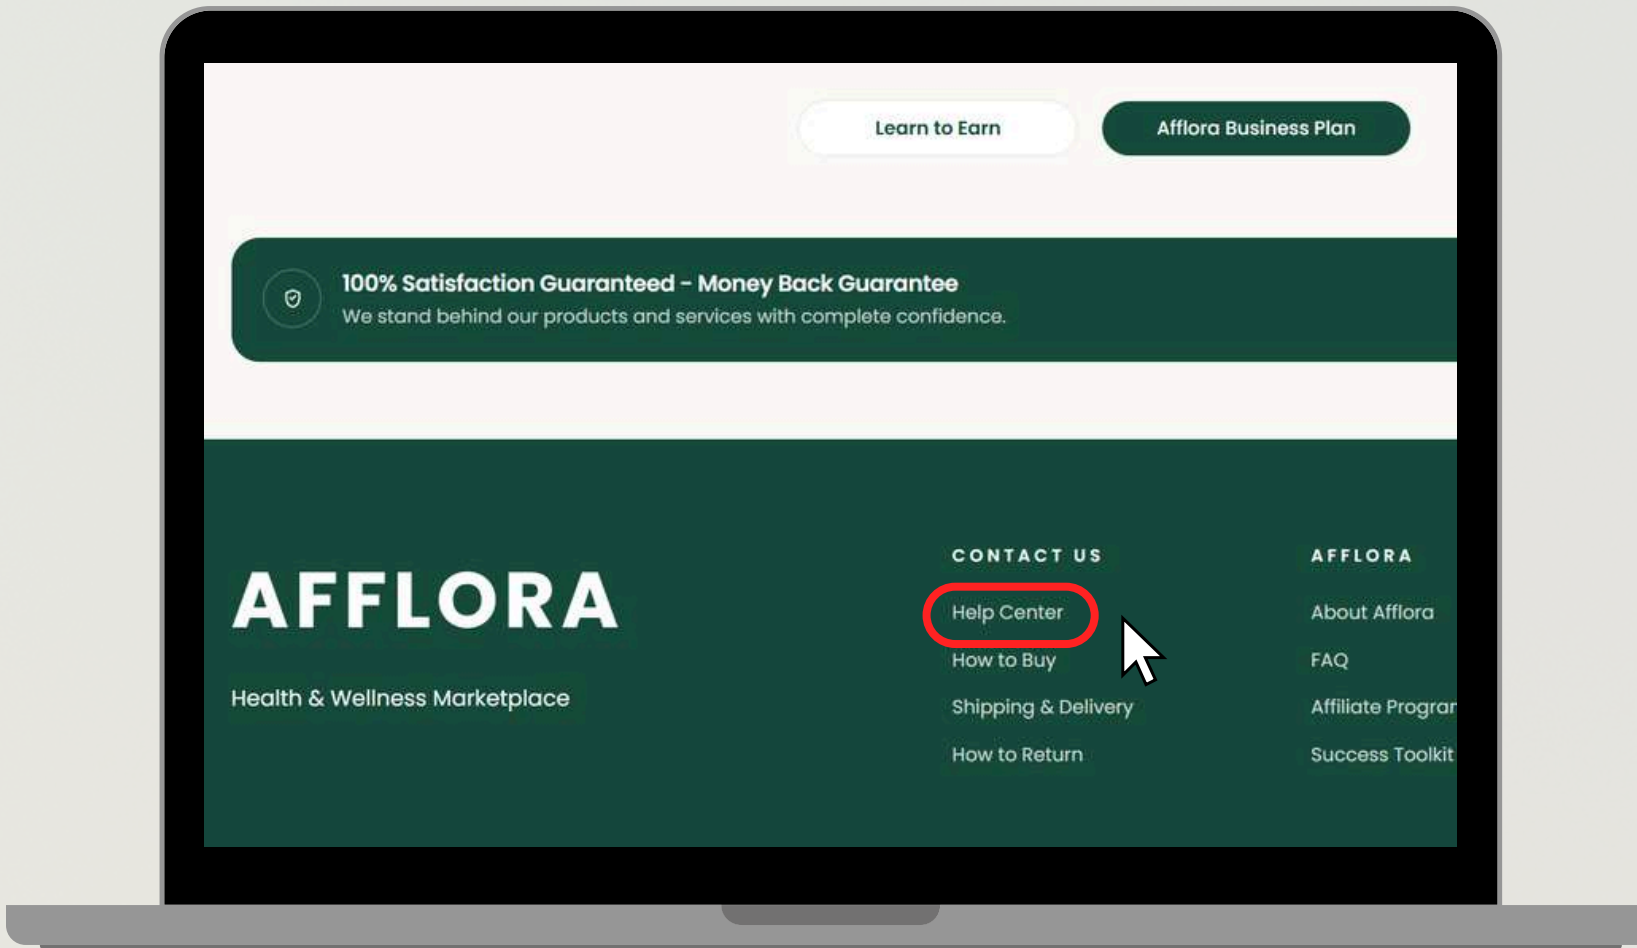 Learn to Earn
Afflora Business Plan
100% Satisfaction Guaranteed - Money Back Guarantee
We stand behind our products and services with complete confidence.
AFFLORA
Health & Wellness Marketplace
CONTACT US
Help Center
How to Buy
Shipping & Delivery
How to Return
AFFLORA
About Afflora
FAQ
Affiliate Progra
Success Toolkit